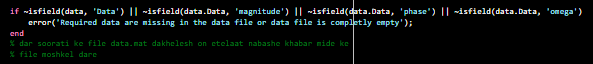 if ~isfield(data, 'Data') || ~isfield(data.Data, 'magnitude') || ~isfield(data.Data, 'phase') || ~isfield(data.Data, 'omega')
error('Required data are missing in the data file or data file is completly empty');
end
% dar soorati ke file data.mat dakhelesh on etelaat nabashe khabar mide ke
% file moshkel dare